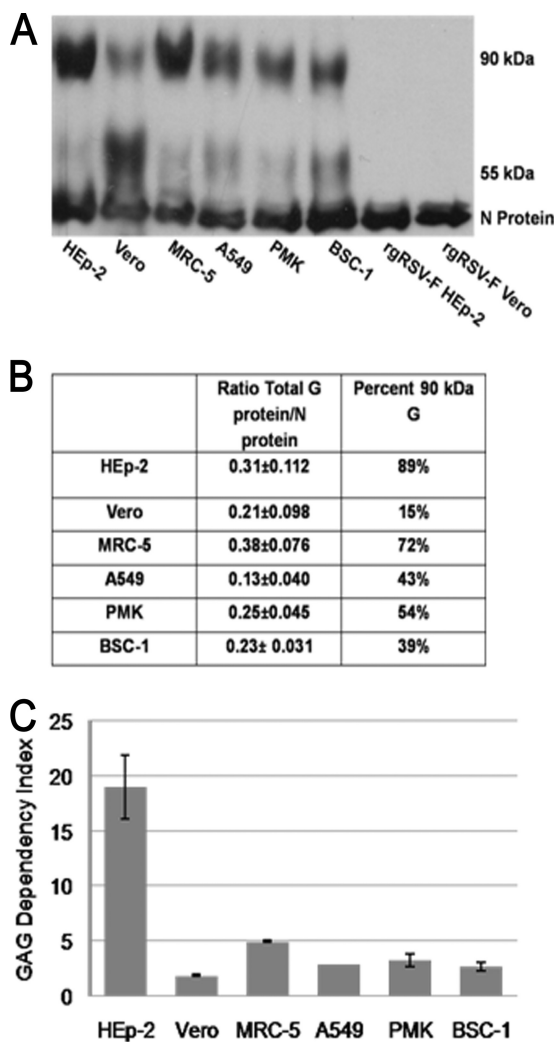 A
90 kDa
55 kDa
N Protein
HEp-2 Vero MRC-5 A549 PMK BSC-1 rgRSV-F HEp-2 rgRSV-F Vero
B
Ratio Total G protein/N protein Percent 90 kDa G
HEp-2 0.31±0.112 89%
Vero 0.21±0.098 15%
MRC-5 0.38±0.076 72%
A549 0.13±0.040 43%
PMK 0.25±0.045 54%
BSC-1 0.23± 0.031 39%
C
GAG Dependency Index
25
20
15
10
5
0
HEp-2 Vero MRC-5 A549 PMK BSC-1